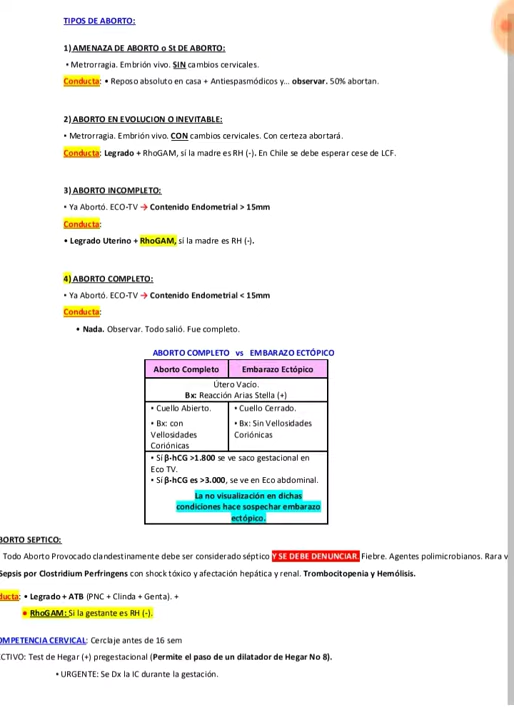 TIPOS DE ABORTO:
1) AMENAZA DE ABORTO o St DE ABORTO:
• Metrorragia. Embrión vivo. SIN cambios cervicales.
Conducta: • Reposo absoluto en casa + Antiespasmódicos y... observar. 50% abortan.
2) ABORTO EN EVOLUCION O INEVITABLE:
• Metrorragia. Embrión vivo. CON cambios cervicales. Con certeza abortará.
Conducta: Legrado + RhoGAM, sí la madre es RH (-). En Chile se debe esperar cese de LCF.
3) ABORTO INCOMPLETO:
• Ya Abortó. ECO-TV → Contenido Endometrial > 15mm
Conducta:
• Legrado Uterino + RhoGAM, si la madre es RH (-).
4) ABORTO COMPLETO:
• Ya Abortó. ECO-TV → Contenido Endometrial < 15mm
Conducta:
• Nada. Observar. Todo salió. Fue completo.
ABORTO COMPLETO vs EMBARAZO ECTÓPICO
Aborto Completo Embarazo Ectópico
Útero Vacío.
Bx: Reacción Arias Stella (+)
• Cuello Abierto.
• Bx: con
Vellosidades
Coriónicas
• Cuello Cerrado.
• Bx: Sin Vellosidades
Coriónicas
• Sí β-hCG >1.800 se ve saco gestacional en
Eco TV.
• Sí β-hCG es >3.000, se ve en Eco abdominal.
La no visualización en dichas
condiciones hace sospechar embarazo
ectópico.
BORTO SEPTICO:
Todo Aborto Provocado clandestinamente debe ser considerado séptico Y SE DEBE DENUNCIAR. Fiebre. Agentes polimicrobianos. Rara v
Sepsis por Clostridium Perfringens con shock tóxico y afectación hepática y renal. Trombocitopenia y Hemólisis.
ducta: • Legrado + ATB (PNC + Clinda + Genta). +
• RhoGAM: Si la gestante es RH (-).
OMPETENCIA CERVICAL: Cerclaje antes de 16 sem
CTIVO: Test de Hegar (+) pregestacional (Permite el paso de un dilatador de Hegar No 8).
• URGENTE: Se Dx la IC durante la gestación.